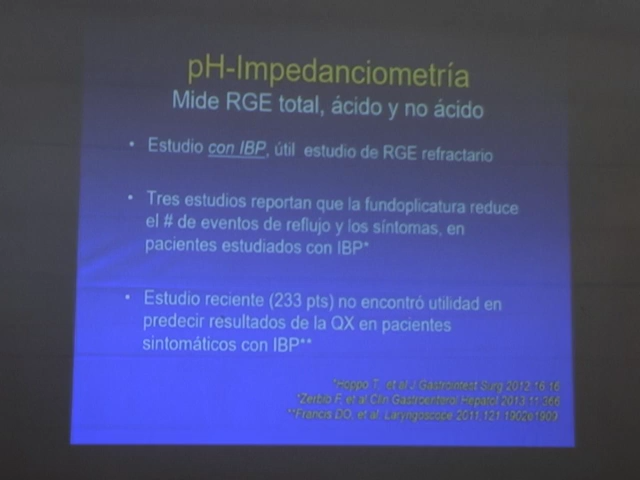 pH-Impedanciometría
Mide RGE total, ácido y no ácido
• Estudio con IBP, útil estudio de RGE refractario
• Tres estudios reportan que la fundoplicatura reduce
el # de eventos de reflujo y los síntomas, en
pacientes estudiados con IBP*
• Estudio reciente (233 pts) no encontró utilidad en
predecir resultados de la QX en pacientes
sintomáticos con IBP**
*Hoppo T, et al J Gastrointest Surg 2012:16:16
*Zerbio F, et al Clin Gastroenterol Hepatol 2013:11:366
**Francis DO, et al. Laryngoscope 2011:121:1902e1909